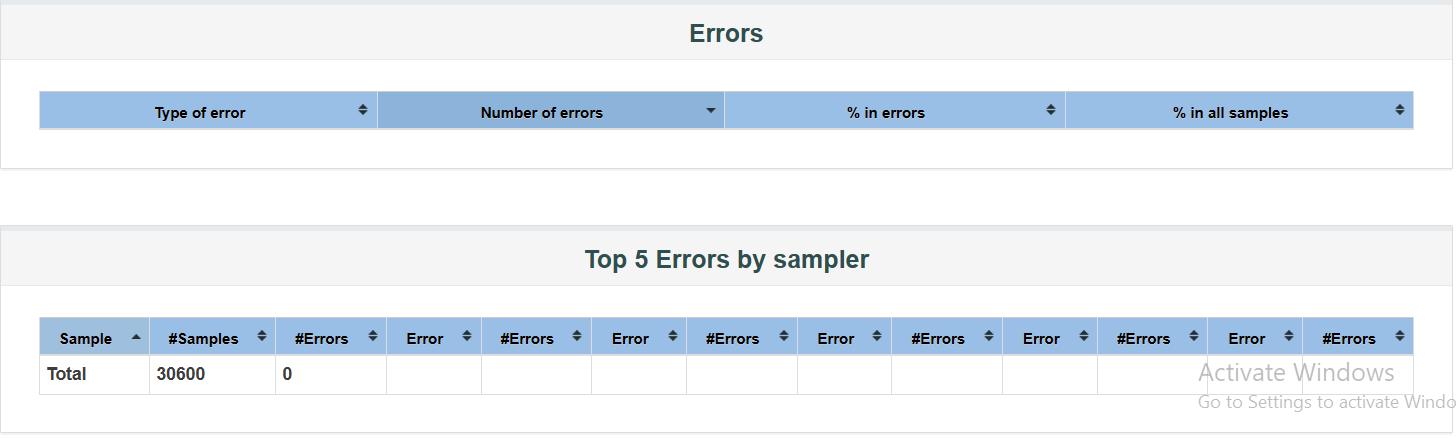 Errors
Type of error Number of errors % in errors % in all samples
Top 5 Errors by sampler
Sample #Samples #Errors Error #Errors Error #Errors Error #Errors Error #Errors Error #Errors
Total 30600 0
Activate Windows
Go to Settings to activate Windo